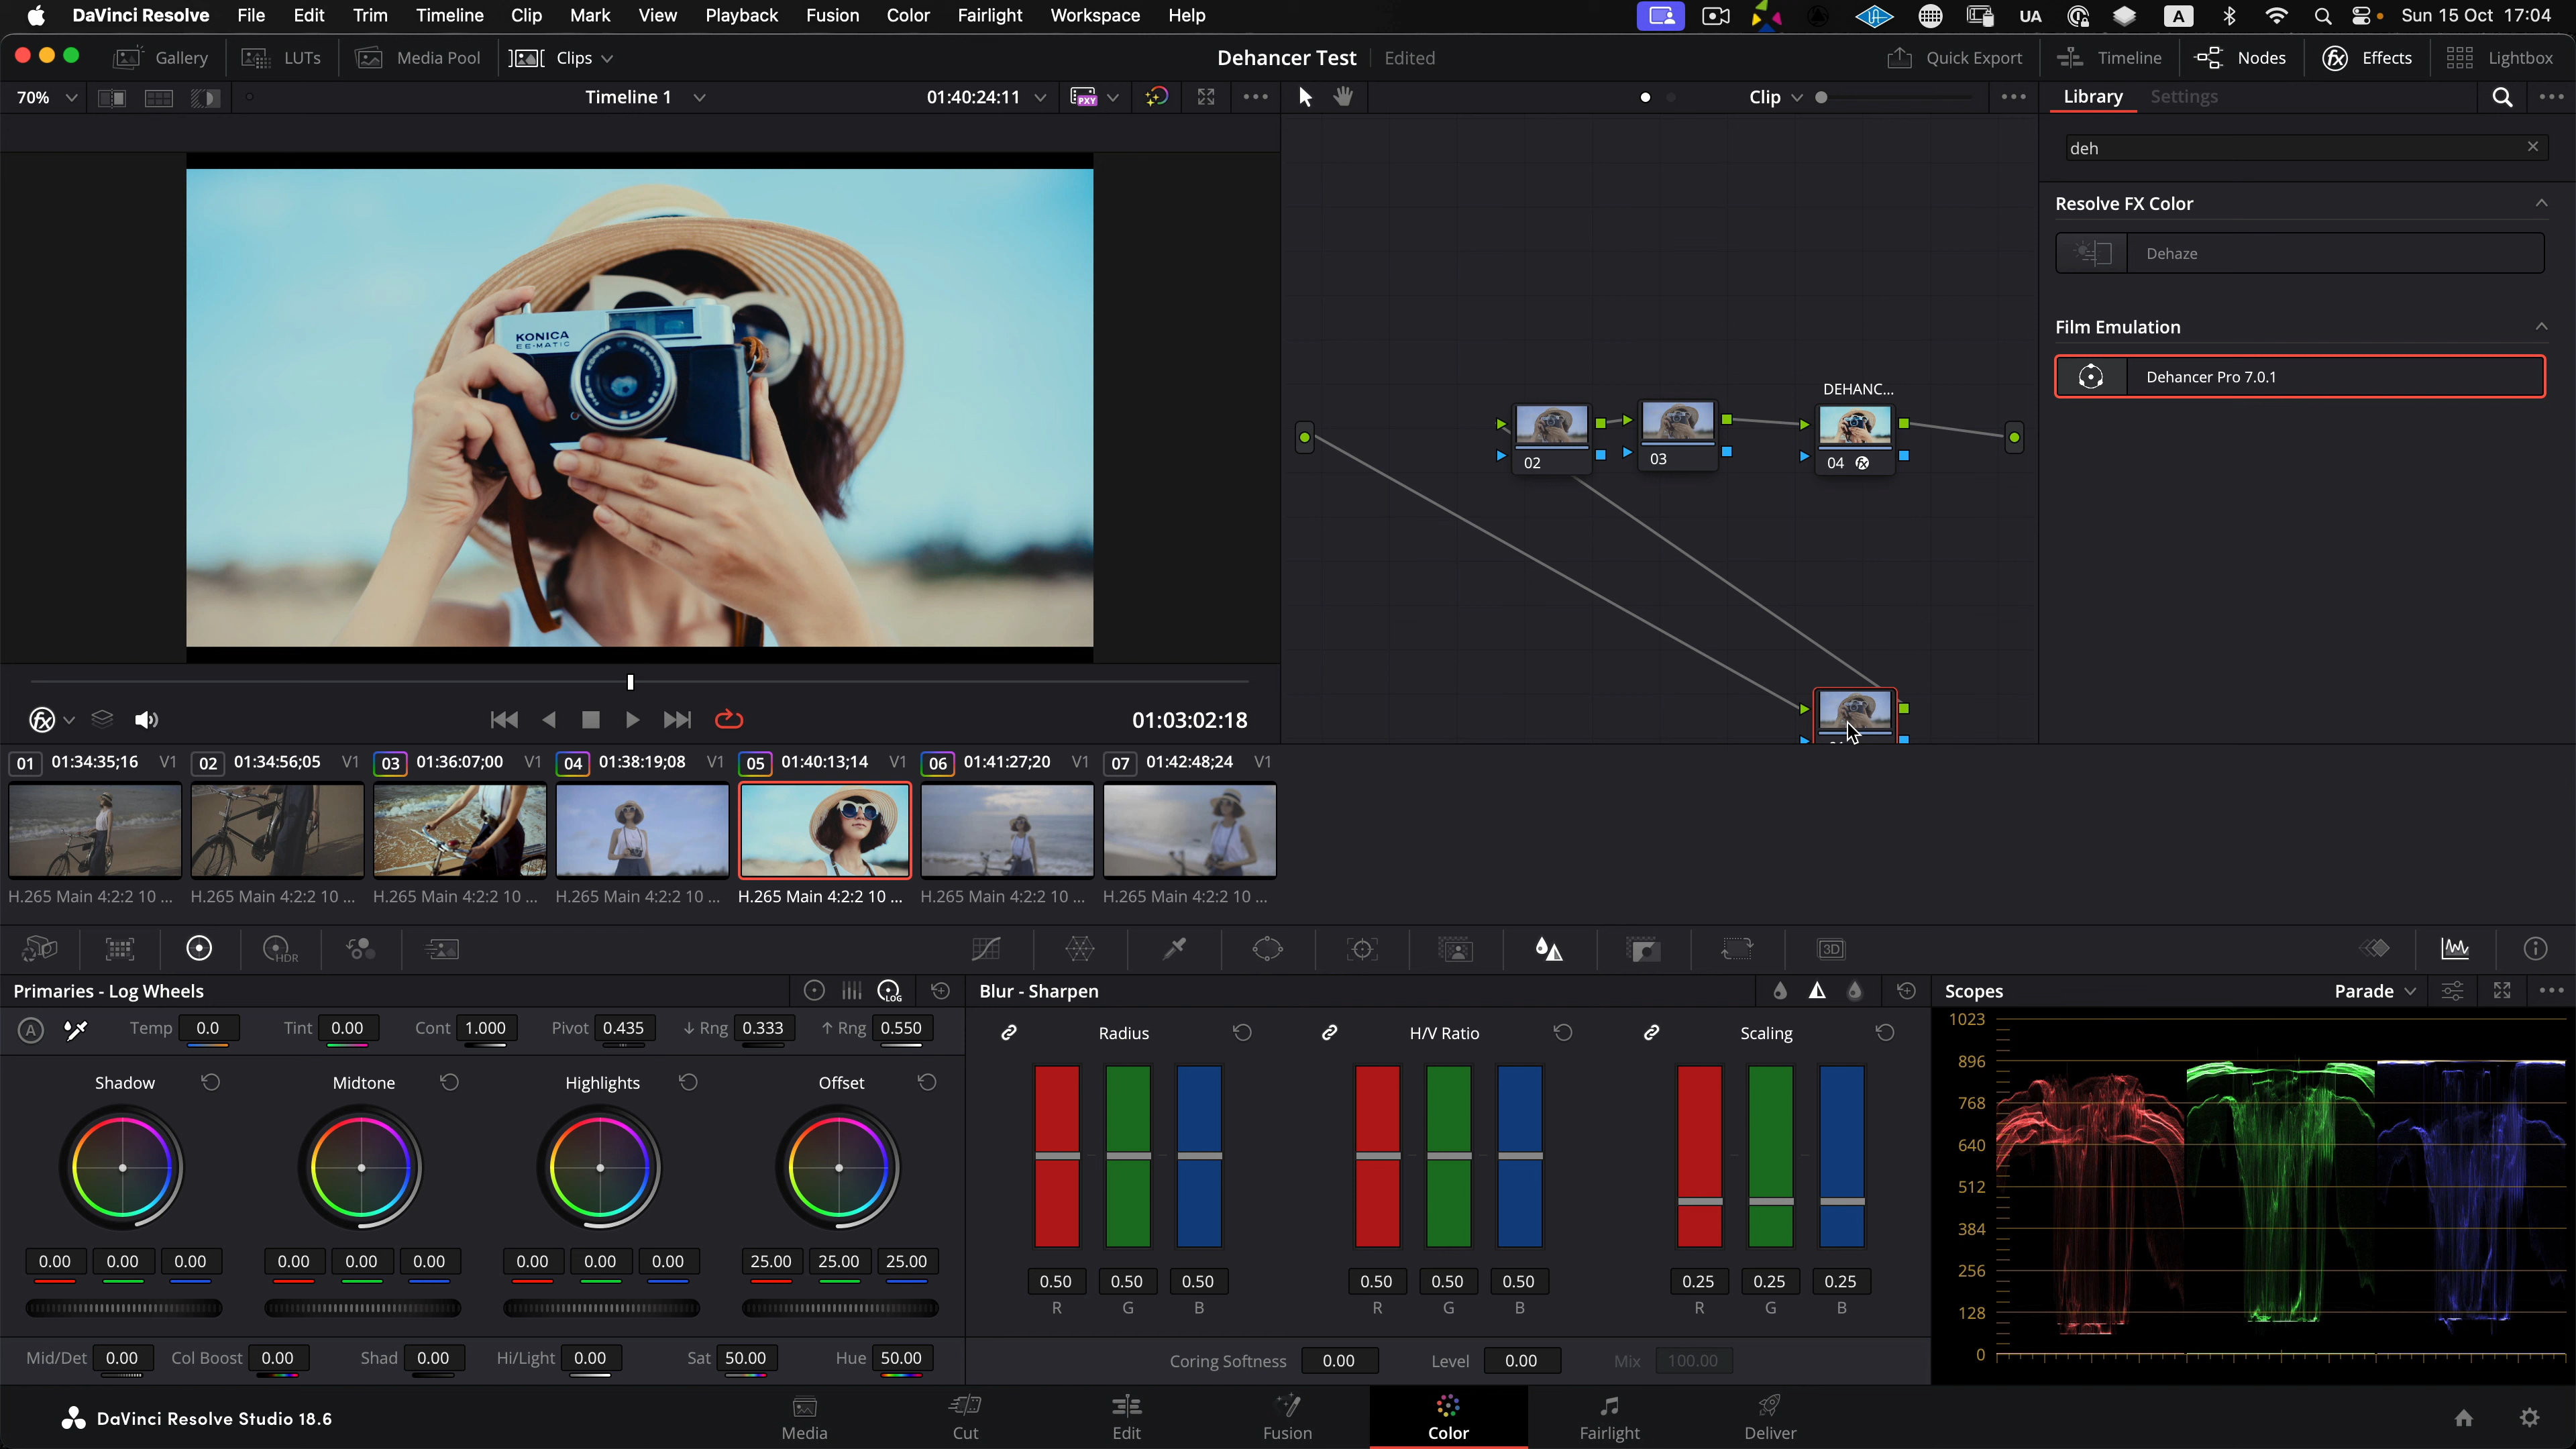 DaVinci Resolve File Edit Trim Timeline Clip Mark View Playback Fusion Color Fairlight Workspace Help UA A Sun 15 Oct 17:04
Gallery LUTs Media Pool Clips Dehancer Test Edited Quick Export Timeline Nodes Effects Lightbox
70% Timeline 1 01:40:24:11 PXY Clip Library Settings
deh
Resolve FX Color
Dehaze
Film Emulation
Dehancer Pro 7.0.1
KONICA
EE-MATIC
DEHANC...
02 03 04
01:03:02:18
01 01:34:35;16 V1 02 01:34:56;05 V1 03 01:36:07;00 V1 04 01:38:19;08 V1 05 01:40:13;14 V1 06 01:41:27;20 V1 07 01:42:48;24 V1
H.265 Main 4:2:2 10 ... H.265 Main 4:2:2 10 ... H.265 Main 4:2:2 10 ... H.265 Main 4:2:2 10 ... H.265 Main 4:2:2 10 ... H.265 Main 4:2:2 10 ... H.265 Main 4:2:2 10 ...
HDR 3D
Primaries - Log Wheels LOG Blur - Sharpen Scopes Parade
A Temp 0.0 Tint 0.00 Cont 1.000 Pivot 0.435 ↓ Rng 0.333 ↑ Rng 0.550
Radius H/V Ratio Scaling
Shadow Midtone Highlights Offset
1023
896
768
640
512
384
256
128
0
0.00 0.00 0.00 0.00 0.00 0.00 0.00 0.00 0.00 25.00 25.00 25.00
0.50 0.50 0.50 0.50 0.50 0.50 0.25 0.25 0.25
R G B R G B R G B
Mid/Det 0.00 Col Boost 0.00 Shad 0.00 Hi/Light 0.00 Sat 50.00 Hue 50.00
Coring Softness 0.00 Level 0.00 Mix 100.00
DaVinci Resolve Studio 18.6
Media Cut Edit Fusion Color Fairlight Deliver